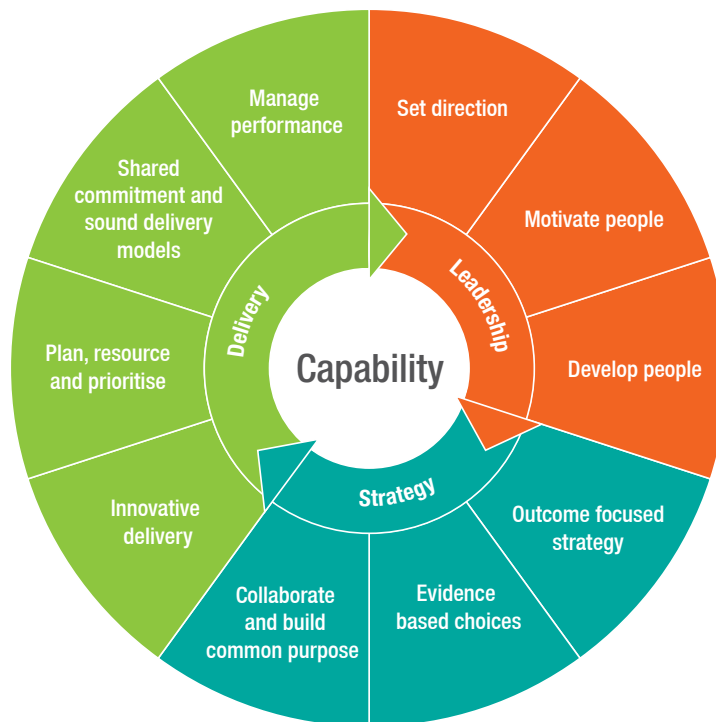 Manage
performance
Set direction
Shared
commitment and
sound delivery
models
Motivate people
Leadership
Delivery
Capability
Plan, resource
and prioritise
Develop people
Strategy
Innovative
delivery
Outcome focused
strategy
Collaborate
and build
common purpose
Evidence
based choices